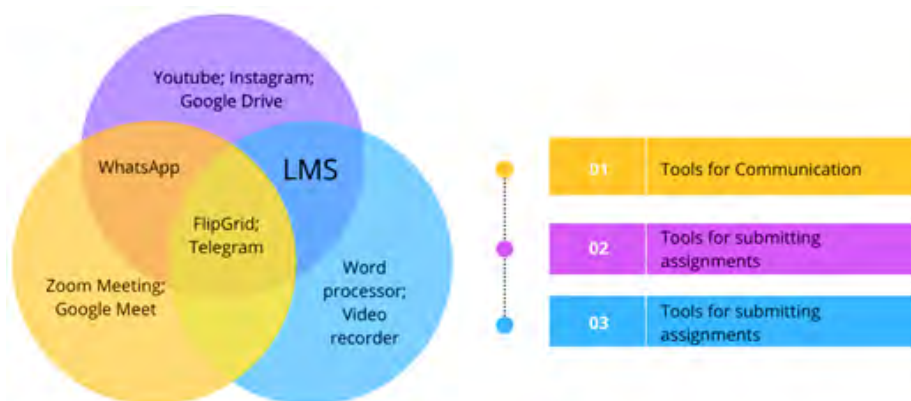 Youtube; Instagram;
Google Drive
WhatsApp
LMS
FlipGrid;
Telegram
Zoom Meeting;
Google Meet
Word
processor;
Video
recorder
01 Tools for Communication
02 Tools for submitting
assignments
03 Tools for submitting
assignments